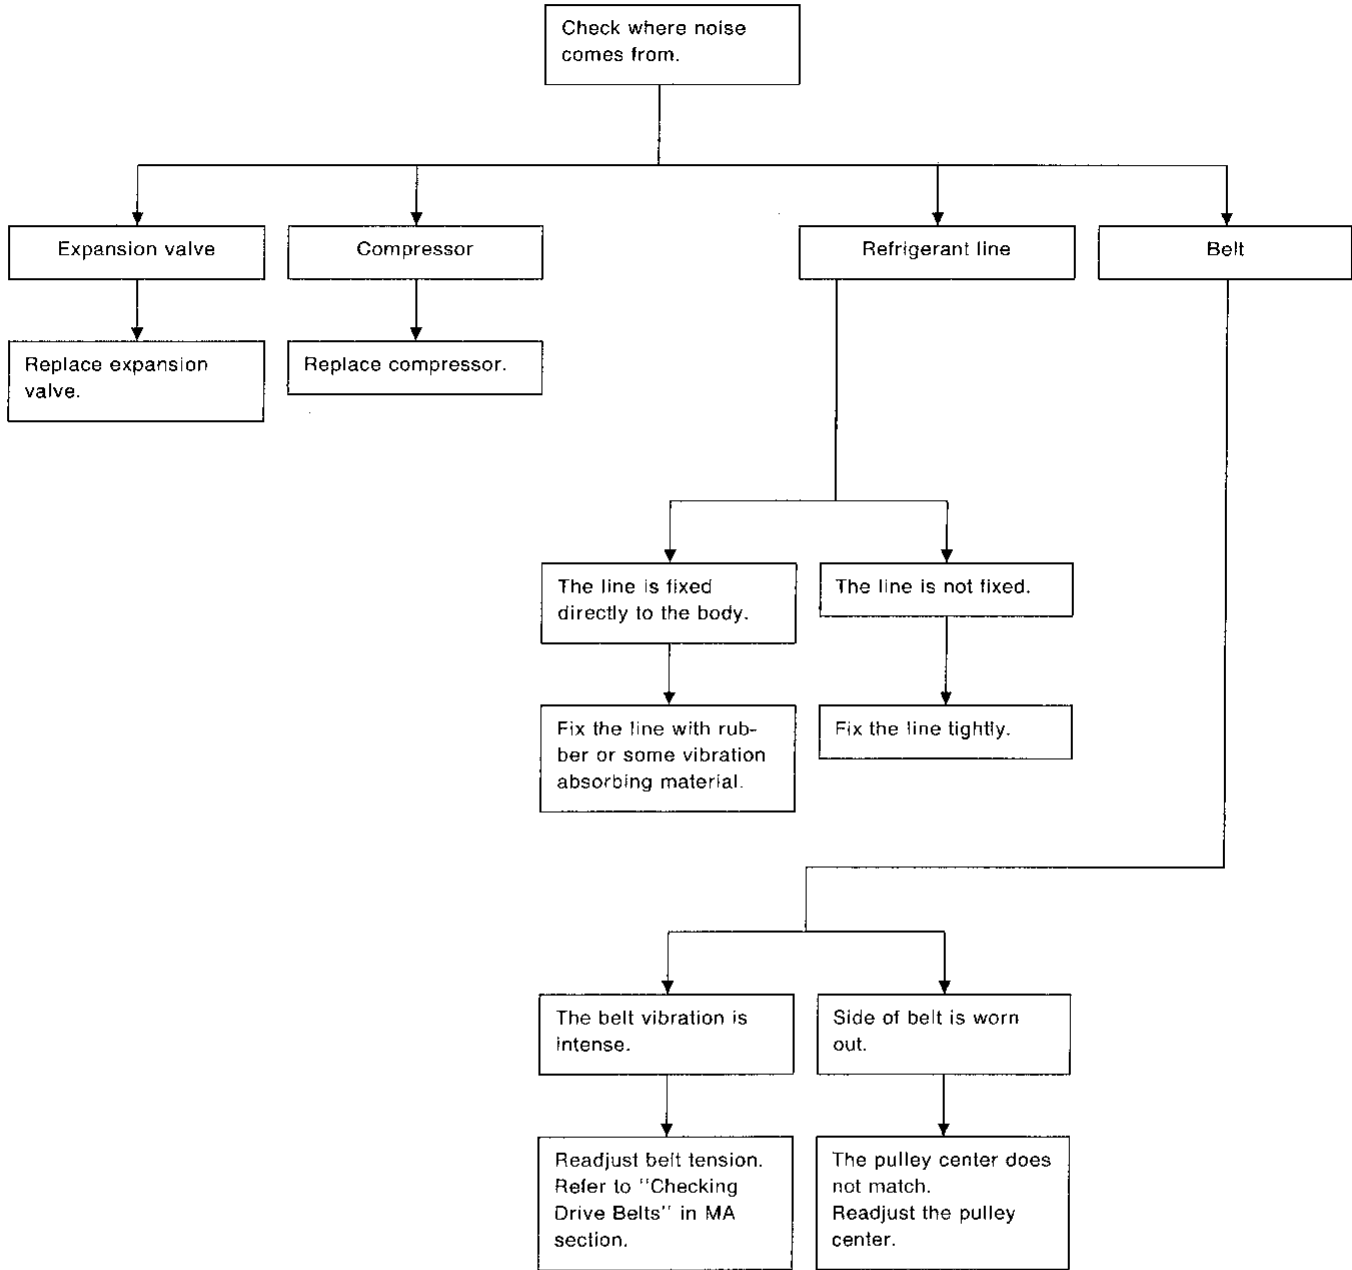 Check where noise
comes from.
Expansion valve
Compressor
Refrigerant line
Belt
Replace expansion
valve.
Replace compressor.
The line is fixed
directly to the body.
The line is not fixed.
Fix the line with rub-
ber or some vibration
absorbing material.
Fix the line tightly.
The belt vibration is
intense.
Side of belt is worn
out.
Readjust belt tension.
Refer to "Checking
Drive Belts" in MA
section.
The pulley center does
not match.
Readjust the pulley
center.